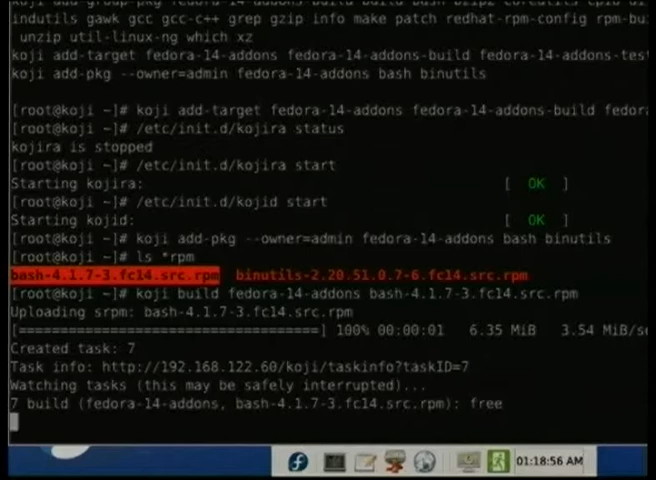 indutils gawk gcc gcc-c++ grep gzip info make patch redhat-rpm-config rpm-bu
unzip util-linux-ng which xz
koji add-target fedora-14-addons fedora-14-addons-build fedora-14-addons-tes
koji add-pkg --owner=admin fedora-14-addons bash binutils
[root@koji ~]# koji add-target fedora-14-addons fedora-14-addons-build fedora
[root@koji ~]# /etc/init.d/kojira status
kojira is stopped
[root@koji ~]# /etc/init.d/kojira start
Starting kojira: [ OK ]
[root@koji ~]# /etc/init.d/kojid start
Starting kojid: [ OK ]
[root@koji ~]# koji add-pkg --owner=admin fedora-14-addons bash binutils
[root@koji ~]# ls *rpm
bash-4.1.7-3.fc14.src.rpm binutils-2.20.51.0.7-6.fc14.src.rpm
[root@koji ~]# koji build fedora-14-addons bash-4.1.7-3.fc14.src.rpm
Uploading srpm: bash-4.1.7-3.fc14.src.rpm
[====================================] 100% 00:00:01 6.35 MiB 3.54 MiB/se
Created task: 7
Task info: http://192.168.122.60/koji/taskinfo?taskID=7
Watching tasks (this may be safely interrupted)...
7 build (fedora-14-addons, bash-4.1.7-3.fc14.src.rpm): free
01:18:56 AM